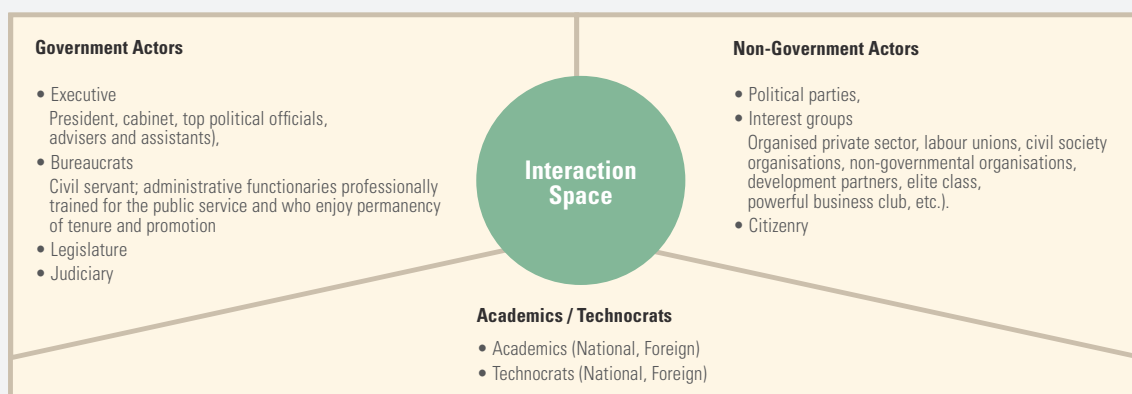 Government Actors
• Executive
President, cabinet, top political officials,
advisers and assistants),
• Bureaucrats
Civil servant; administrative functionaries professionally
trained for the public service and who enjoy permanency
of tenure and promotion
• Legislature
• Judiciary
Interaction
Space
Non-Government Actors
• Political parties,
• Interest groups
Organised private sector, labour unions, civil society
organisations, non-governmental organisations,
development partners, elite class,
powerful business club, etc.).
• Citizenry
Academics / Technocrats
• Academics (National, Foreign)
• Technocrats (National, Foreign)